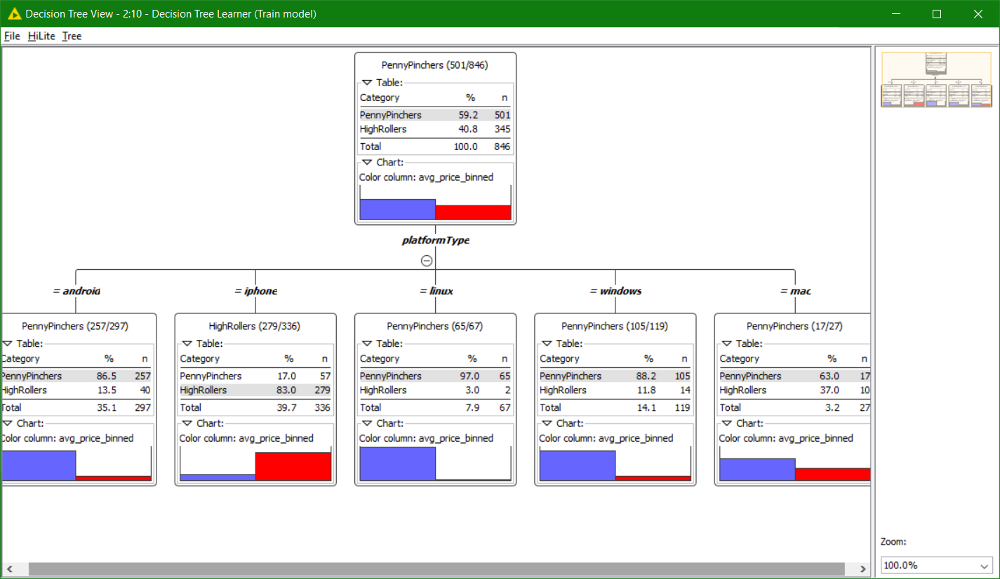 Decision Tree View - 2:10 - Decision Tree Learner (Train model)
File HiLite Tree
PennyPinchers (501/846)
Table:
Category % n
PennyPinchers 59.2 501
HighRollers 40.8 345
Total 100.0 846
Chart:
Color column: avg_price_binned
platformType
= android
PennyPinchers (257/297)
Table:
Category % n
PennyPinchers 86.5 257
HighRollers 13.5 40
Total 35.1 297
Chart:
Color column: avg_price_binned
= iphone
HighRollers (279/336)
Table:
Category % n
PennyPinchers 17.0 57
HighRollers 83.0 279
Total 39.7 336
Chart:
Color column: avg_price_binned
= linux
PennyPinchers (65/67)
Table:
Category % n
PennyPinchers 97.0 65
HighRollers 3.0 2
Total 7.9 67
Chart:
Color column: avg_price_binned
= windows
PennyPinchers (105/119)
Table:
Category % n
PennyPinchers 88.2 105
HighRollers 11.8 14
Total 14.1 119
Chart:
Color column: avg_price_binned
= mac
PennyPinchers (17/27)
Table:
Category % n
PennyPinchers 63.0 17
HighRollers 37.0 10
Total 3.2 27
Chart:
Color column: avg_price_binned
Zoom:
100.0%